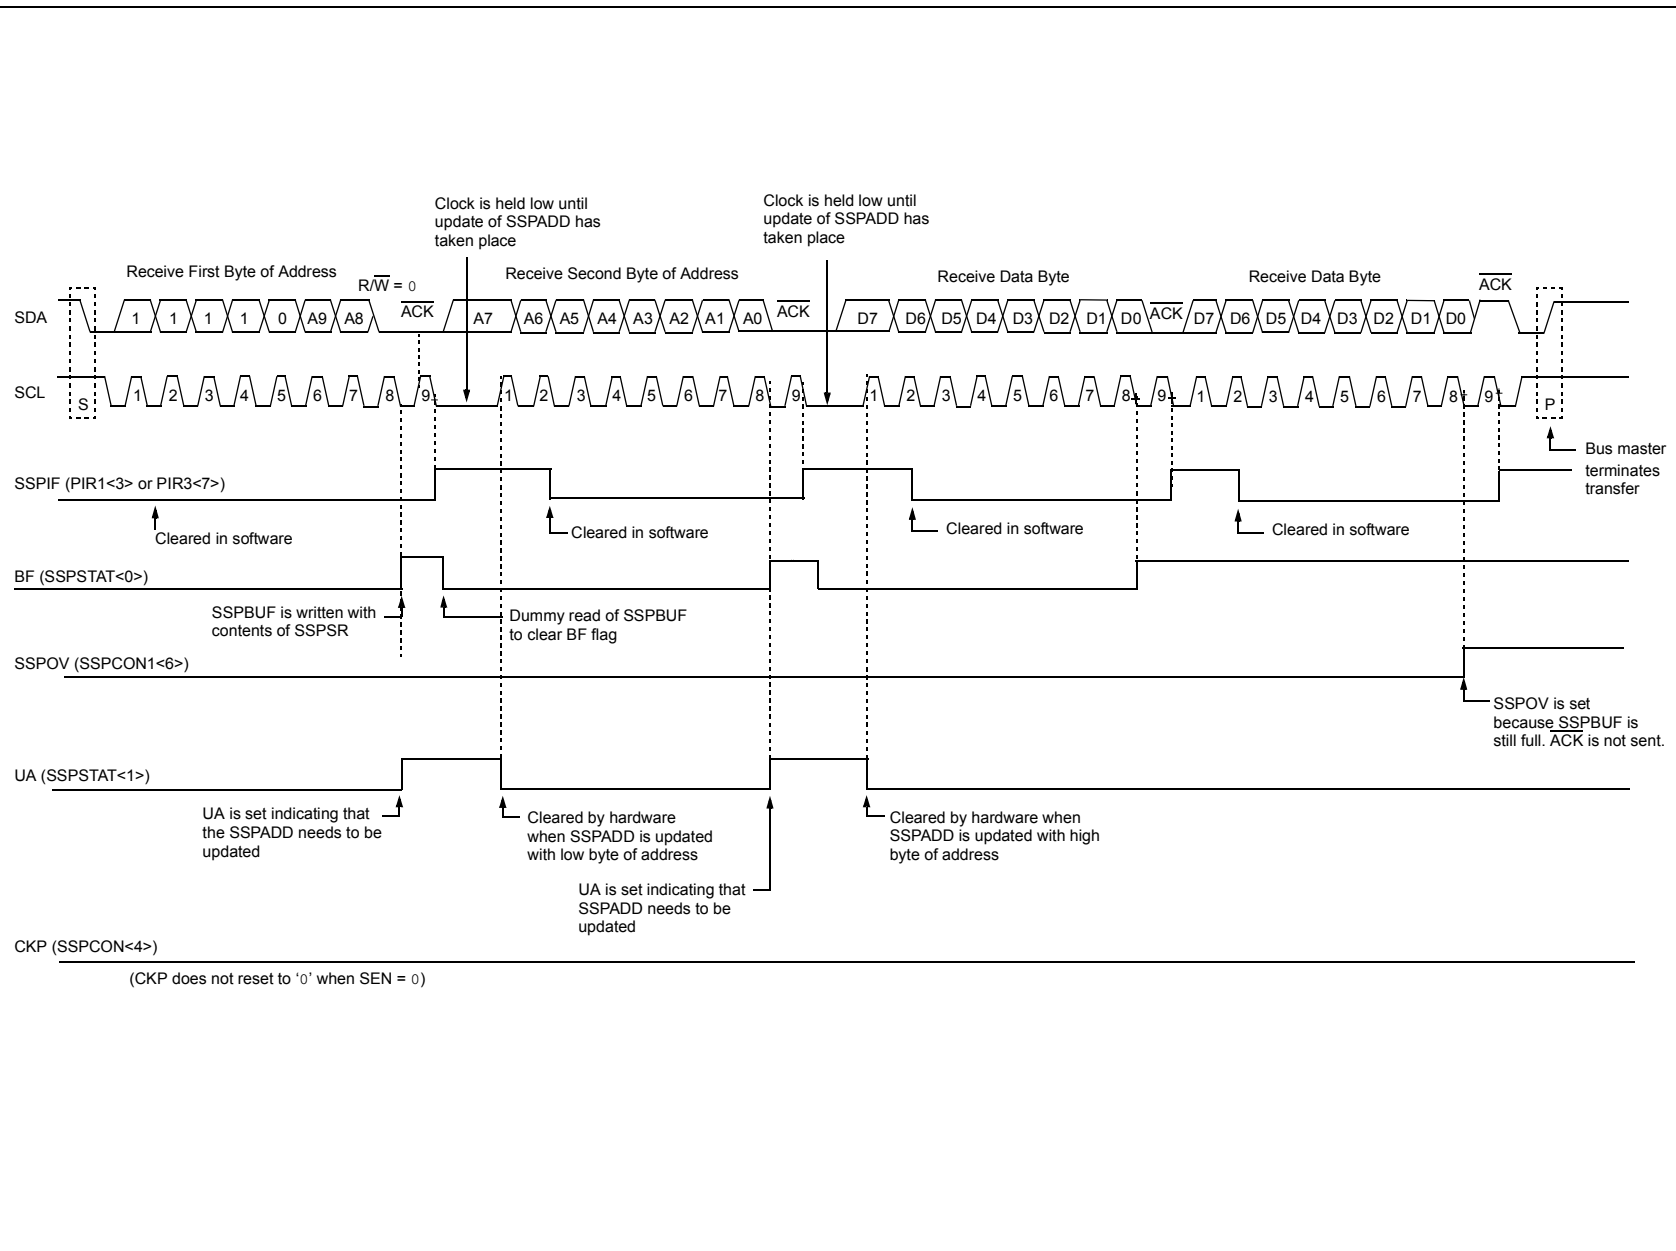 Clock is held low until
update of SSPADD has
taken place
Clock is held low until
update of SSPADD has
taken place
Receive First Byte of Address
R/W = 0
Receive Second Byte of Address
Receive Data Byte
Receive Data Byte
ACK
SDA
1 1 1 1 0 A9 A8
ACK
A7 A6 A5 A4 A3 A2 A1 A0
ACK
D7 D6 D5 D4 D3 D2 D1 D0
ACK
D7 D6 D5 D4 D3 D2 D1 D0
SCL
S
1 2 3 4 5 6 7 8 9
1 2 3 4 5 6 7 8 9
1 2 3 4 5 6 7 8 9
1 2 3 4 5 6 7 8 9
P
Bus master
terminates
transfer
SSPIF (PIR1<3> or PIR3<7>)
Cleared in software
Cleared in software
Cleared in software
Cleared in software
BF (SSPSTAT<0>)
SSPBUF is written with
contents of SSPSR
Dummy read of SSPBUF
to clear BF flag
SSPOV (SSPCON1<6>)
SSPOV is set
because SSPBUF is
still full. ACK is not sent.
UA (SSPSTAT<1>)
UA is set indicating that
the SSPADD needs to be
updated
Cleared by hardware
when SSPADD is updated
with low byte of address
UA is set indicating that
SSPADD needs to be
updated
Cleared by hardware when
SSPADD is updated with high
byte of address
CKP (SSPCON<4>)
(CKP does not reset to ‘0’ when SEN = 0)